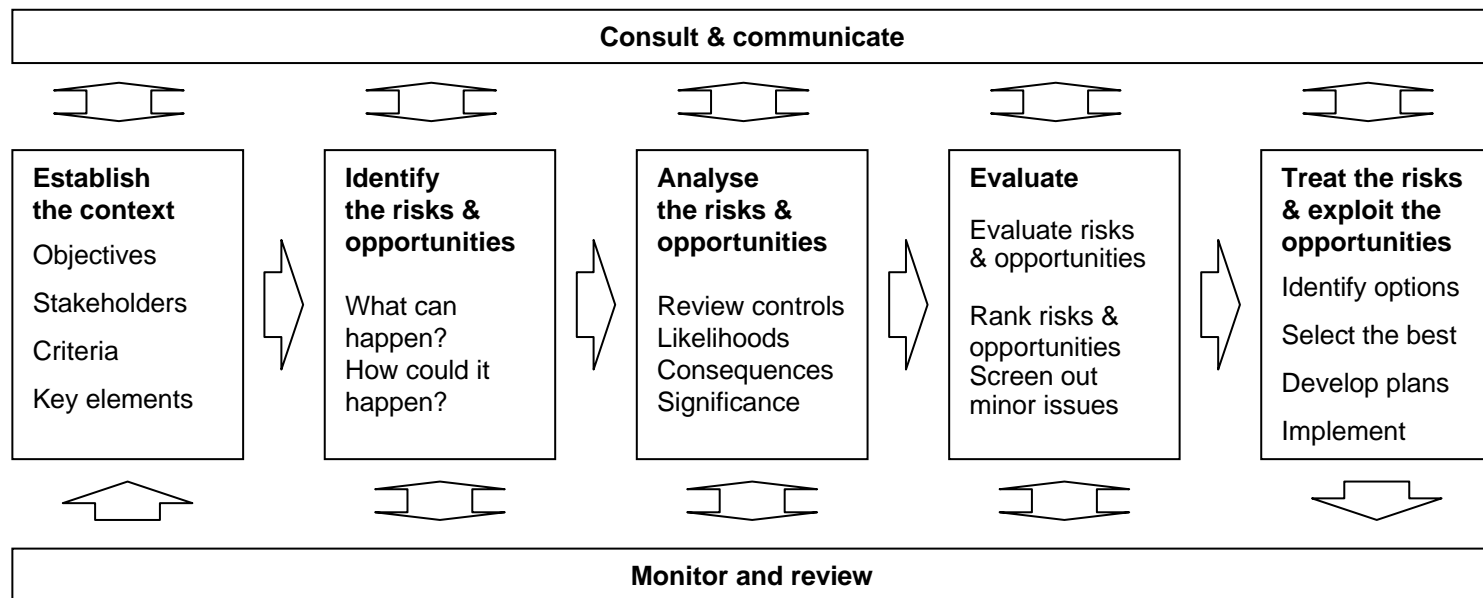 Consult & communicate
Establish
the context
Objectives
Stakeholders
Criteria
Key elements
Identify
the risks &
opportunities
What can
happen?
How could it
happen?
Analyse
the risks &
opportunities
Review controls
Likelihoods
Consequences
Significance
Evaluate
Evaluate risks
& opportunities
Rank risks &
opportunities
Screen out
minor issues
Treat the risks
& exploit the
opportunities
Identify options
Select the best
Develop plans
Implement
Monitor and review